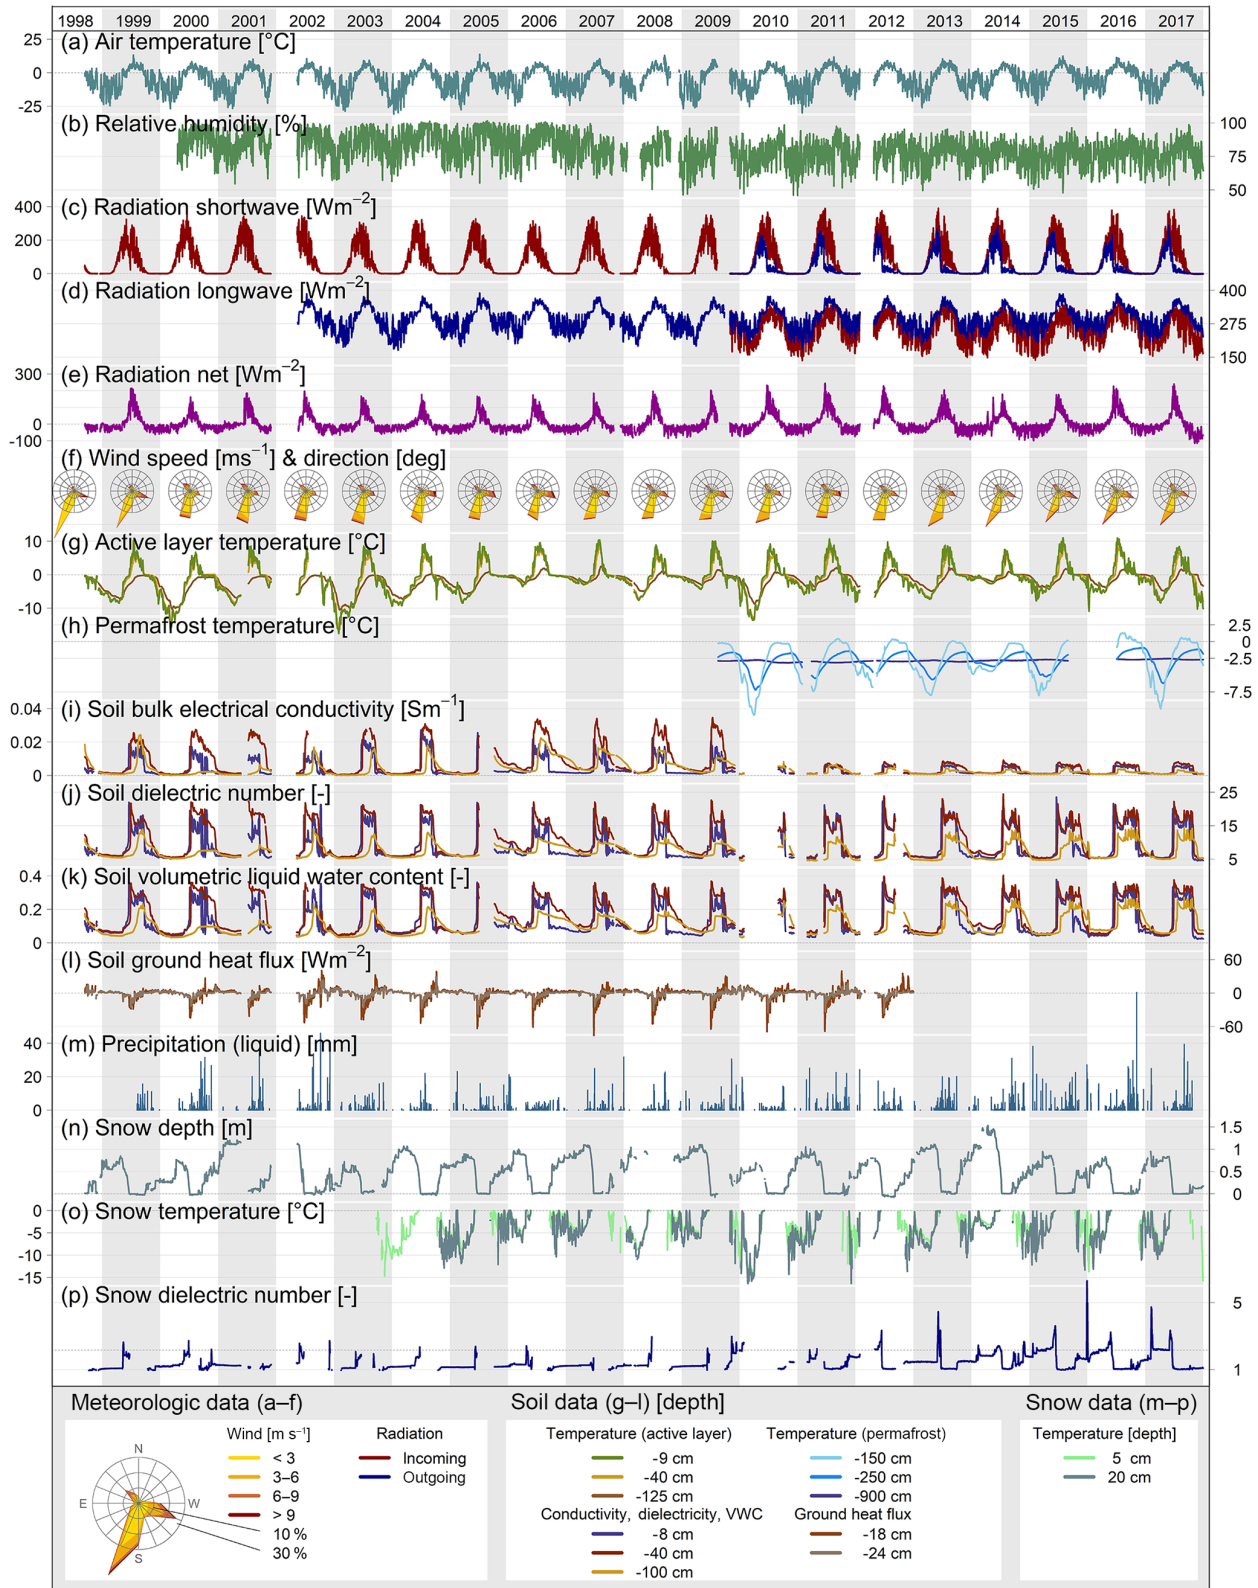 1998 1999 2000 2001 2002 2003 2004 2005 2006 2007 2008 2009 2010 2011 2012 2013 2014 2015 2016 2017
(a) Air temperature [°C]
25
0
-25
(b) Relative humidity [%]
100
75
50
(c) Radiation shortwave [Wm−2]
400
200
0
(d) Radiation longwave [Wm−2]
400
275
150
(e) Radiation net [Wm−2]
300
0
-100
(f) Wind speed [ms−1] & direction [deg]
(g) Active layer temperature [°C]
10
0
-10
(h) Permafrost temperature [°C]
2.5
0
-2.5
-7.5
(i) Soil bulk electrical conductivity [Sm−1]
0.04
0.02
0
(j) Soil dielectric number [-]
25
15
5
(k) Soil volumetric liquid water content [-]
0.4
0.2
0
(l) Soil ground heat flux [Wm−2]
60
0
-60
(m) Precipitation (liquid) [mm]
40
20
0
(n) Snow depth [m]
1.5
1
0.5
0
(o) Snow temperature [°C]
0
-5
-10
-15
(p) Snow dielectric number [-]
5
1
Meteorologic data (a–f)
Wind [m s−1]
< 3
3–6
6–9
> 9
10 %
30 %
N
E
W
S
Radiation
Incoming
Outgoing
Soil data (g–l) [depth]
Temperature (active layer)
-9 cm
-40 cm
-125 cm
Conductivity, dielectricity, VWC
-8 cm
-40 cm
-100 cm
Temperature (permafrost)
-150 cm
-250 cm
-900 cm
Ground heat flux
-18 cm
-24 cm
Snow data (m–p)
Temperature [depth]
5 cm
20 cm